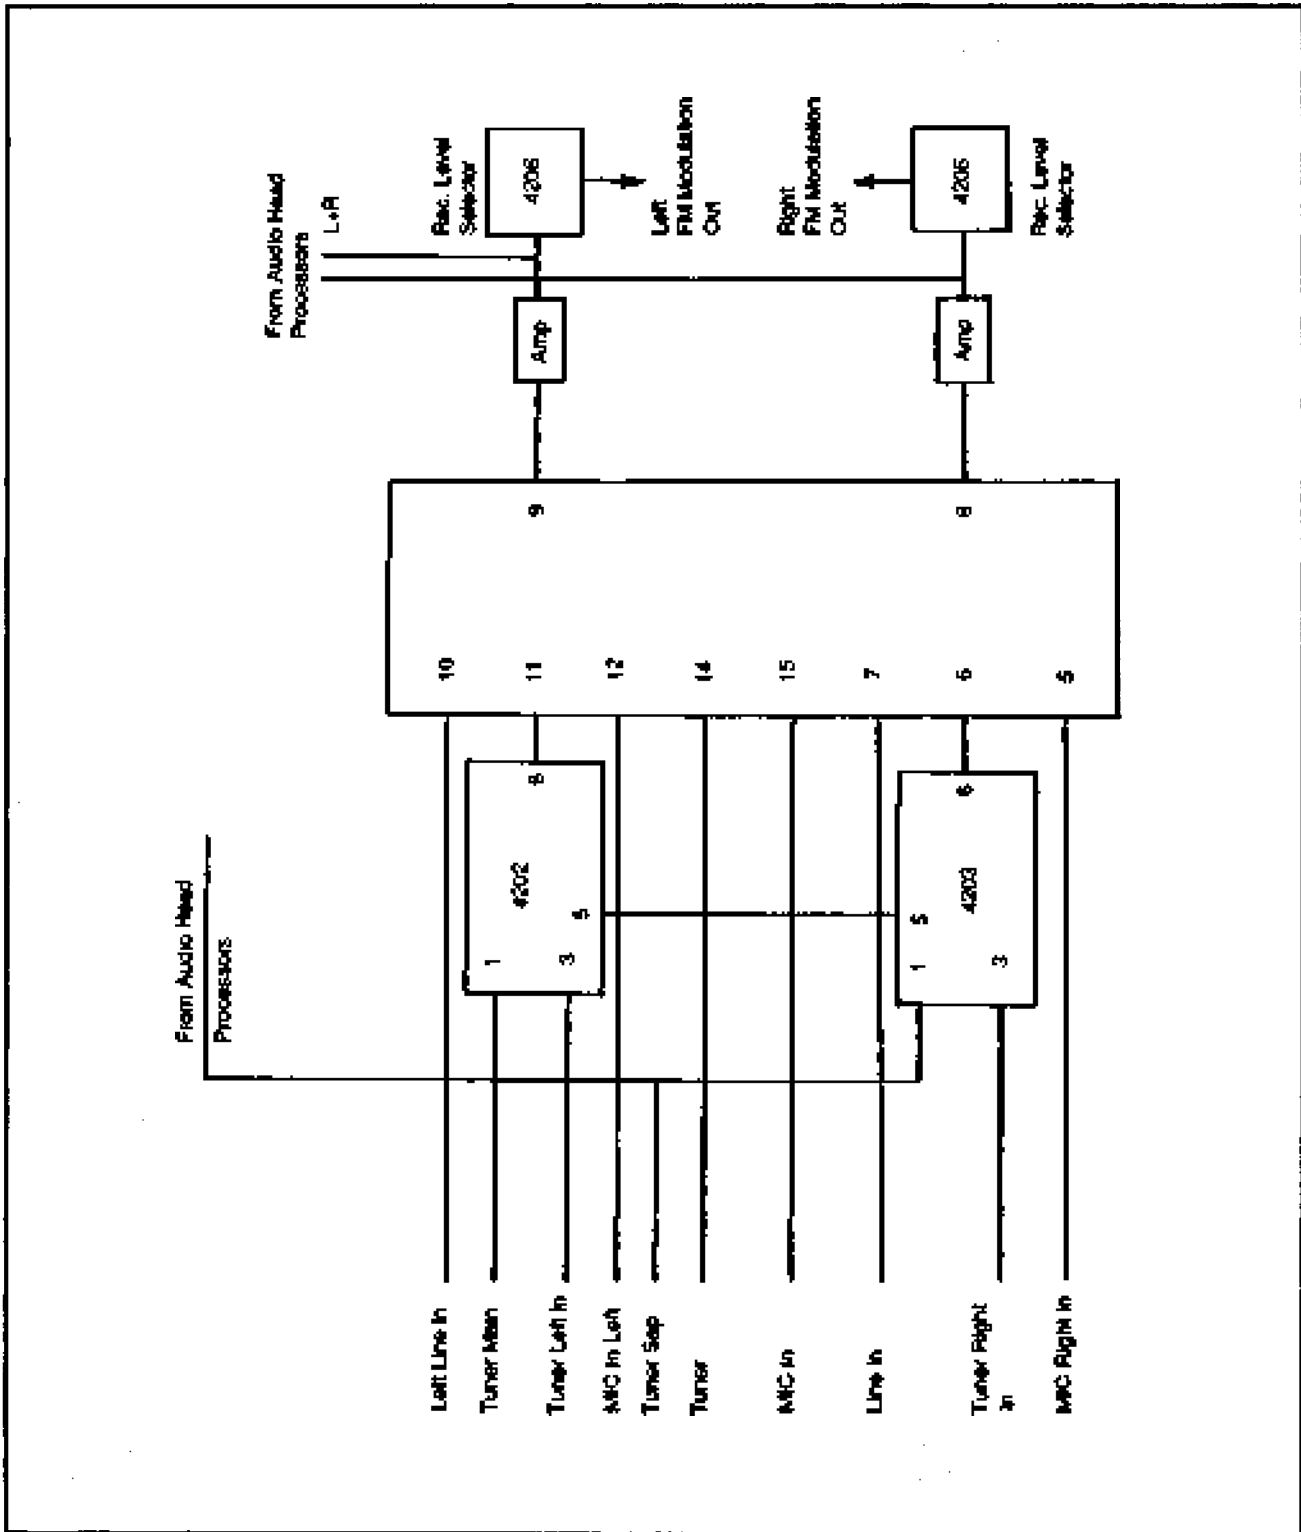 From Audio Head
Processors
L+R
Rec. Level
Selector
4206
Left
FM Modulation
Out
Right
FM Modulation
Out
4205
Rec. Level
Selector
Amp
Amp
9
8
10
11
12
14
15
7
6
5
From Audio Head
Processors
4202
8
1
3
5
4203
6
5
1
3
Left Line In
Tuner Main
Tuner Left In
MIC In Left
Tuner Sap
Tuner
MIC In
Line In
Tuner Right
In
MIC Right In